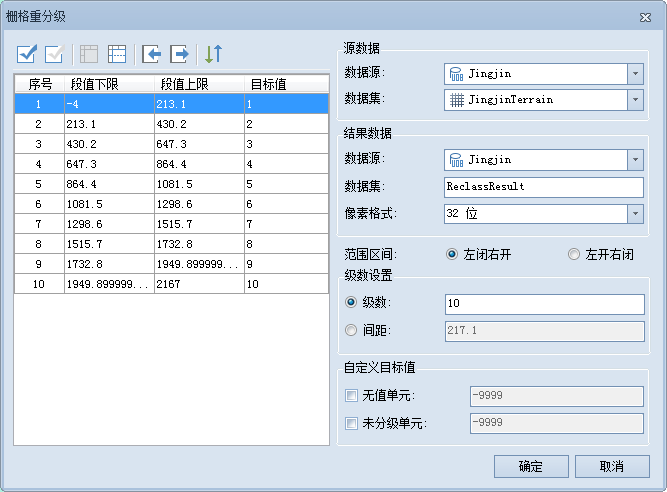 栅格重分级
序号 段值下限 段值上限 目标值
1 -4 213.1 1
2 213.1 430.2 2
3 430.2 647.3 3
4 647.3 864.4 4
5 864.4 1081.5 5
6 1081.5 1298.6 6
7 1298.6 1515.7 7
8 1515.7 1732.8 8
9 1732.8 1949.899999... 9
10 1949.899999... 2167 10
源数据
数据源: Jingjin
数据集: JingjinTerrain
结果数据
数据源: Jingjin
数据集: ReclassResult
像素格式: 32 位
范围区间: 左闭右开 左开右闭
级数设置
级数: 10
间距: 217.1
自定义目标值
无值单元: -9999
未分级单元: -9999
确定 取消